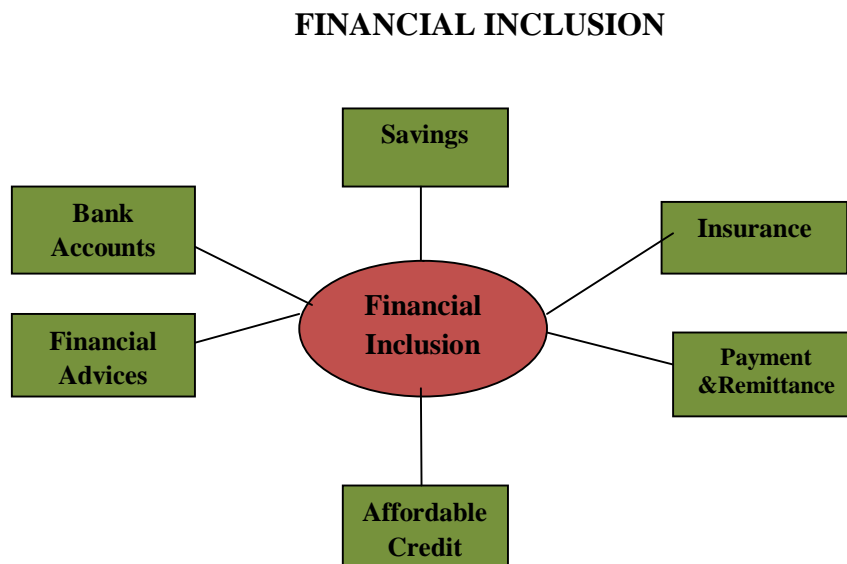 FINANCIAL INCLUSION
Savings
Bank
Accounts
Insurance
Financial
Inclusion
Financial
Advices
Payment
&Remittance
Affordable
Credit